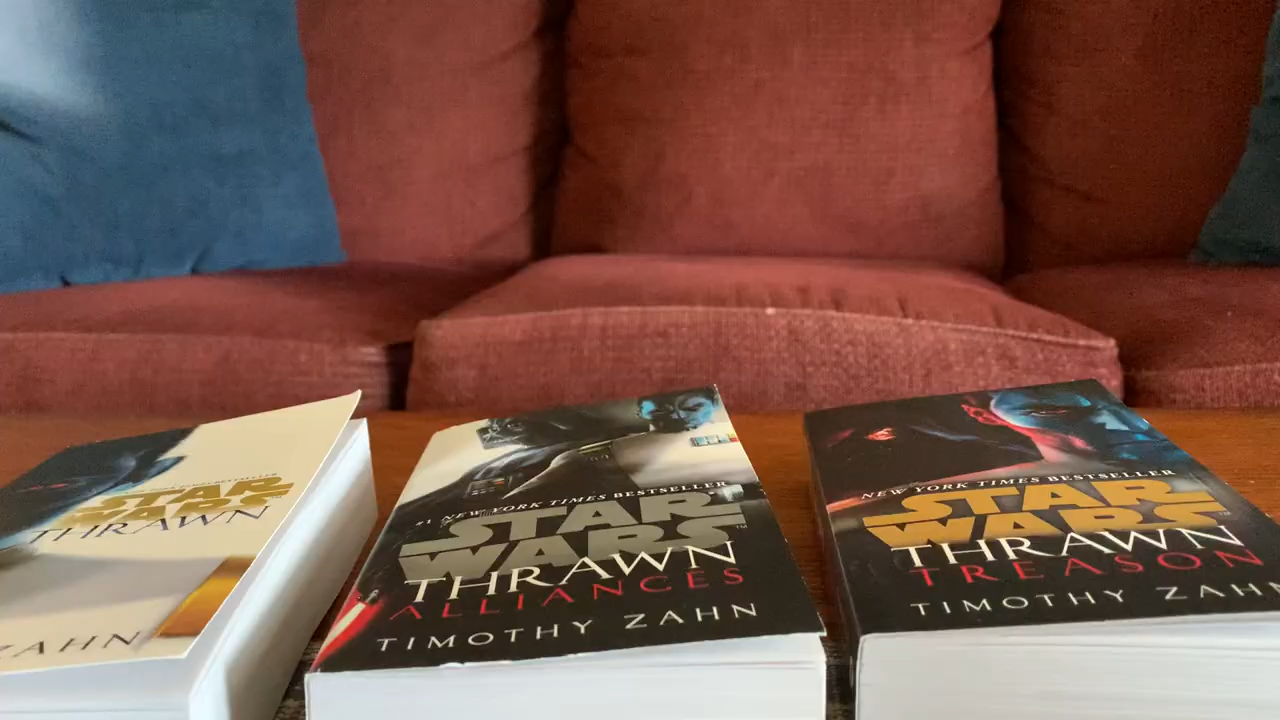 STAR
WARS
THRAWN
ZAHN
#1 NEW YORK TIMES BESTSELLER
STAR
WARS
THRAWN
ALLIANCES
TIMOTHY ZAHN
NEW YORK TIMES BESTSELLER
STAR
WARS
THRAWN
TREASON
TIMOTHY ZAHN